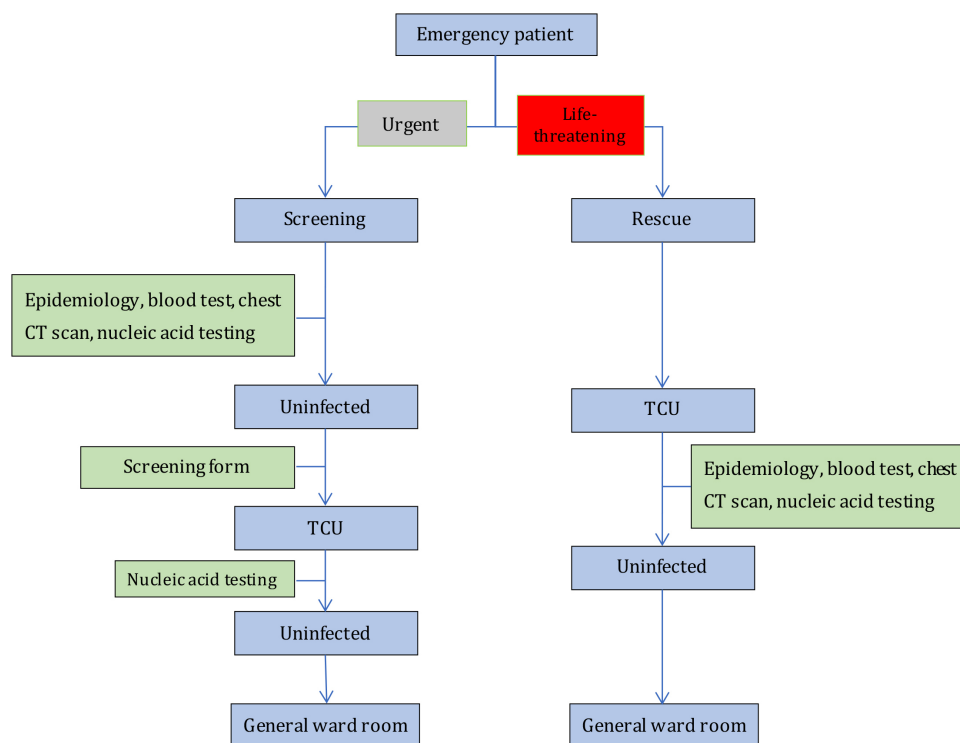 Emergency patient
Urgent
Life-
threatening
Screening
Rescue
Epidemiology, blood test, chest
CT scan, nucleic acid testing
Uninfected
TCU
Screening form
Epidemiology, blood test, chest
CT scan, nucleic acid testing
TCU
Uninfected
Nucleic acid testing
Uninfected
General ward room
General ward room